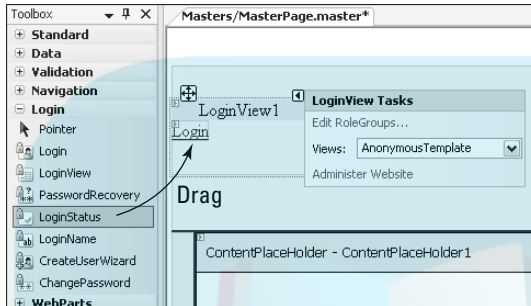 Toolbox
Masters/MasterPage.master*
Standard
Data
Validation
Navigation
Login
Pointer
Login
LoginView
PasswordRecovery
LoginStatus
LoginName
CreateUserWizard
ChangePassword
WebParts
LoginView1
Login
LoginView Tasks
Edit RoleGroups...
Views: AnonymousTemplate
Administer Website
Drag
ContentPlaceHolder - ContentPlaceHolder1